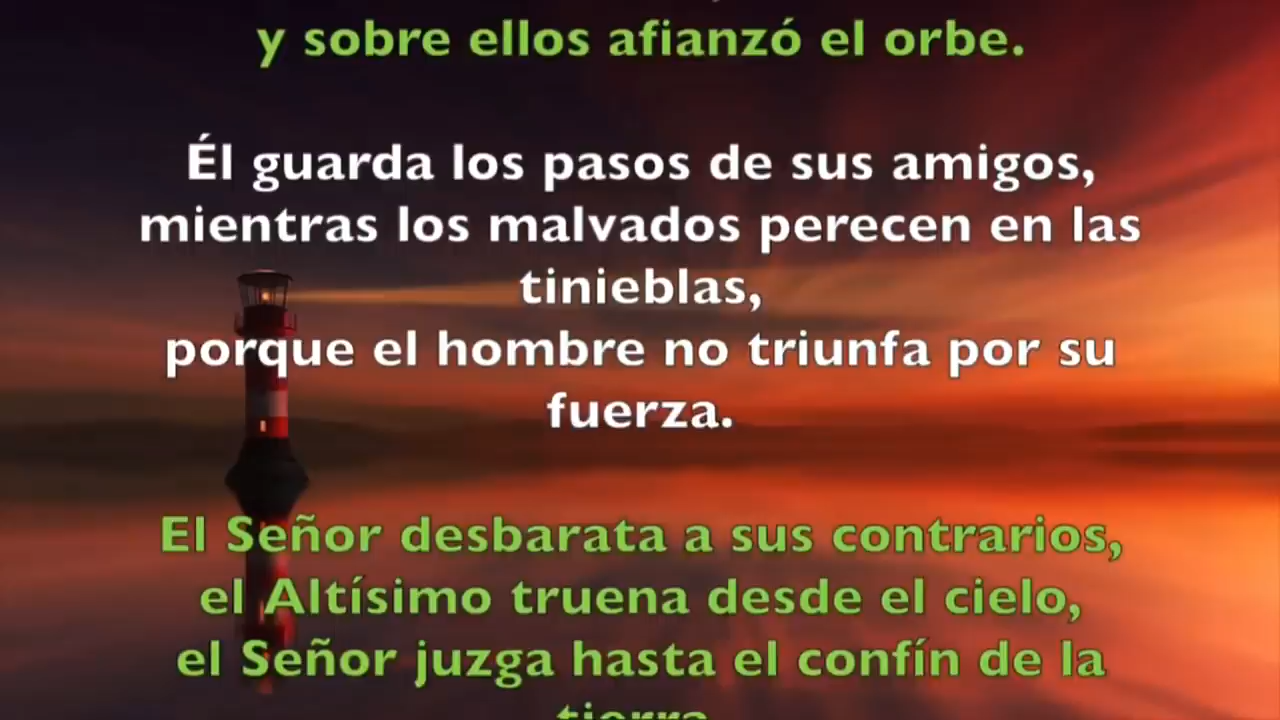 y sobre ellos afianzó el orbe.
Él guarda los pasos de sus amigos,
mientras los malvados perecen en las
tinieblas,
porque el hombre no triunfa por su
fuerza.
El Señor desbarata a sus contrarios,
el Altísimo truena desde el cielo,
el Señor juzga hasta el confín de la
tierra